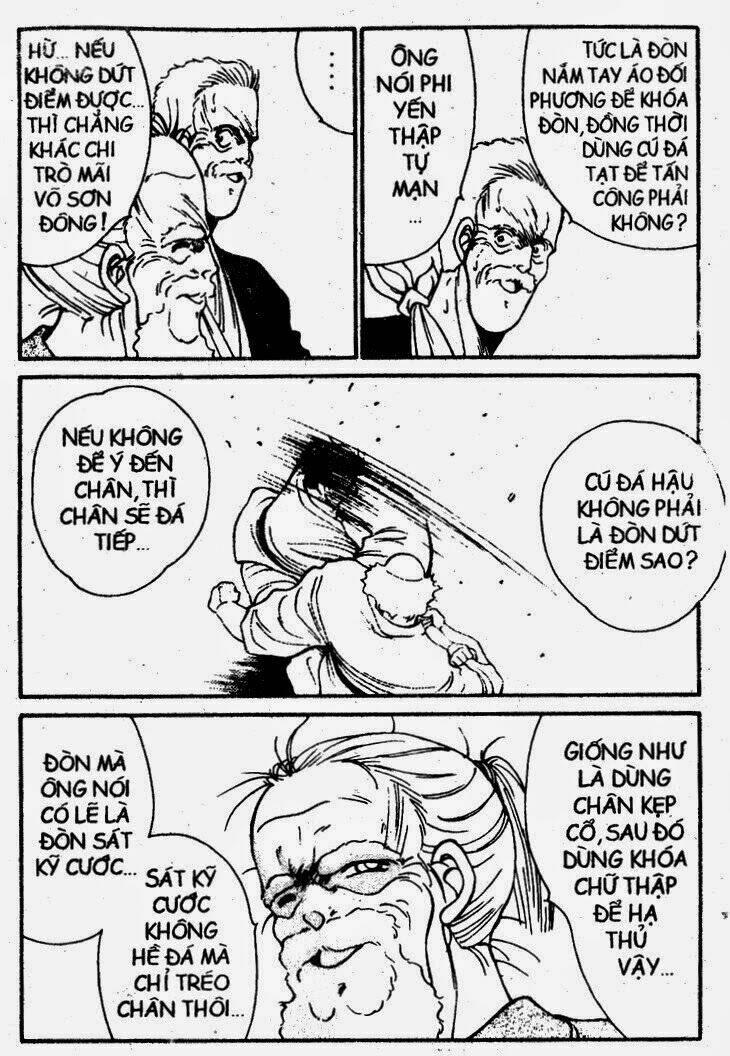 HỪ... NẾU
KHÔNG DỨT
ĐIỂM ĐƯỢC...
THÌ CHẲNG
KHÁC CHI
TRÒ MÃI
VÕ SƠN
ĐÔNG!
....
ÔNG
NÓI PHI
YẾN
THẬP
TỰ
MẠN
...
TỨC LÀ ĐÒN
NẮM TAY ÁO ĐỐI
PHƯƠNG ĐỂ KHÓA
ĐÒN, ĐỒNG THỜI
DÙNG CÚ ĐÁ
TẠT ĐỂ TẤN
CÔNG PHẢI
KHÔNG?
NẾU KHÔNG
ĐỂ Ý ĐẾN
CHÂN, THÌ
CHÂN SẼ ĐÁ
TIẾP...
CÚ ĐÁ HẬU
KHÔNG PHẢI
LÀ ĐÒN DỨT
ĐIỂM SAO?
ĐÒN MÀ
ÔNG NÓI
CÓ LẼ LÀ
ĐÒN SÁT
KỸ CƯỚC...
SÁT KỸ
CƯỚC
KHÔNG
HỀ ĐÁ MÀ
CHỈ TRÉO
CHÂN THÔI...
GIỐNG NHƯ
LÀ DÙNG
CHÂN KẸP
CỔ, SAU ĐÓ
DÙNG KHÓA
CHỮ THẬP
ĐỂ HẠ
THỦ
VẬY...